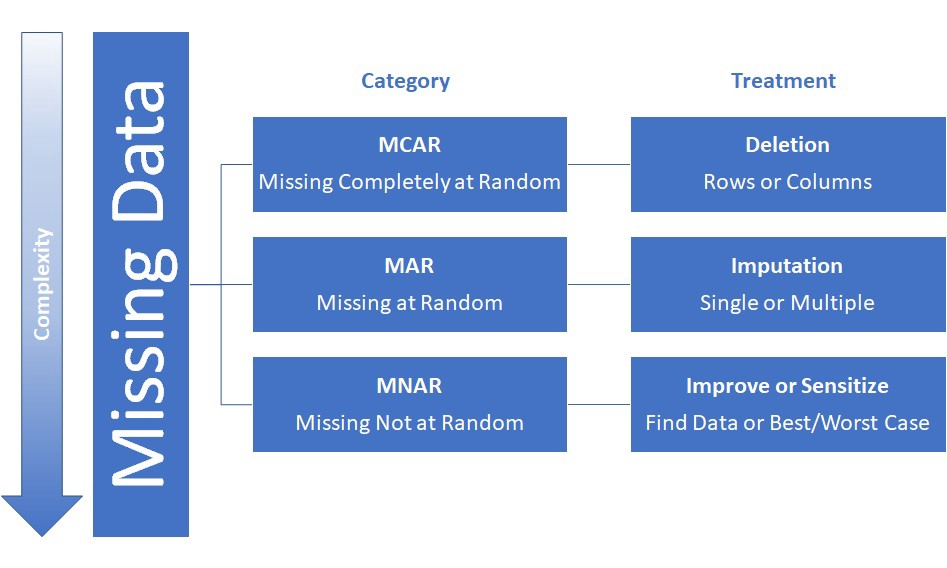 Complexity
Missing Data
Category
Treatment
MCAR
Missing Completely at Random
Deletion
Rows or Columns
MAR
Missing at Random
Imputation
Single or Multiple
MNAR
Missing Not at Random
Improve or Sensitize
Find Data or Best/Worst Case